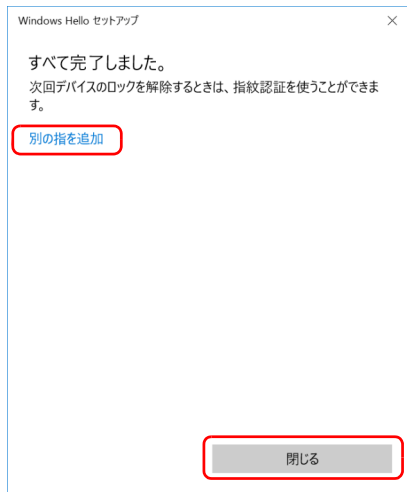 Windows Hello セットアップ
すべて完了しました。
次回デバイスのロックを解除するときは、指紋認証を使うことができま
す。
別の指を追加
閉じる